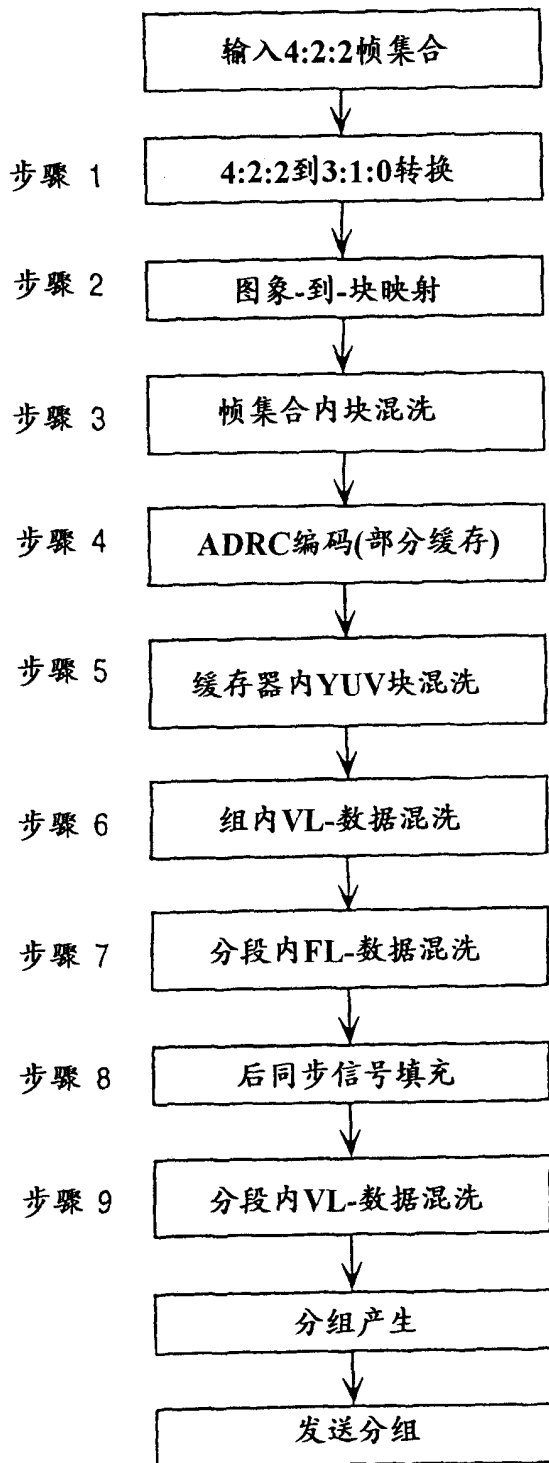 输入4:2:2帧集合
步骤 1
4:2:2到3:1:0转换
步骤 2
图象-到-块映射
步骤 3
帧集合内块混洗
步骤 4
ADRC编码(部分缓存)
步骤 5
缓存器内YUV块混洗
步骤 6
组内VL-数据混洗
步骤 7
分段内FL-数据混洗
步骤 8
后同步信号填充
步骤 9
分段内VL-数据混洗
分组产生
发送分组